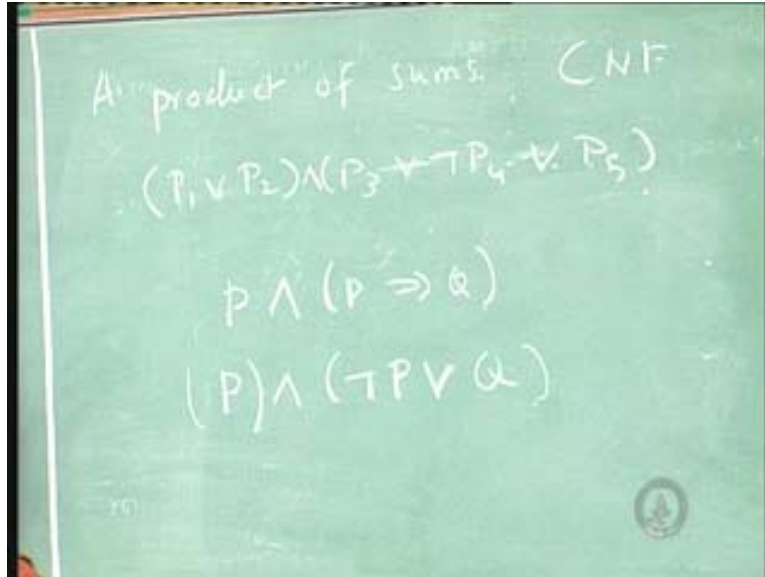 A product of sums. CNF
(P₁ ∨ P₂) ∧ (P₃ ∨ ¬P₄ ∨ P₅)
P ∧ (P ⇒ Q)
(P) ∧ (¬P ∨ Q)